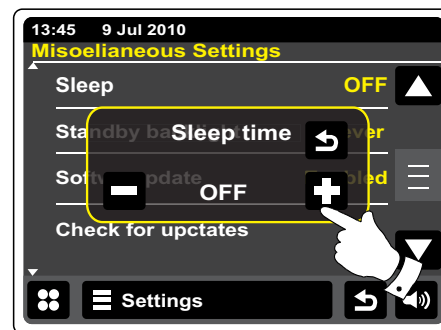 13:45 9 Jul 2010
Misoelianeous Settings
Sleep OFF
Sleep time
OFF
Check for upctates
Settings